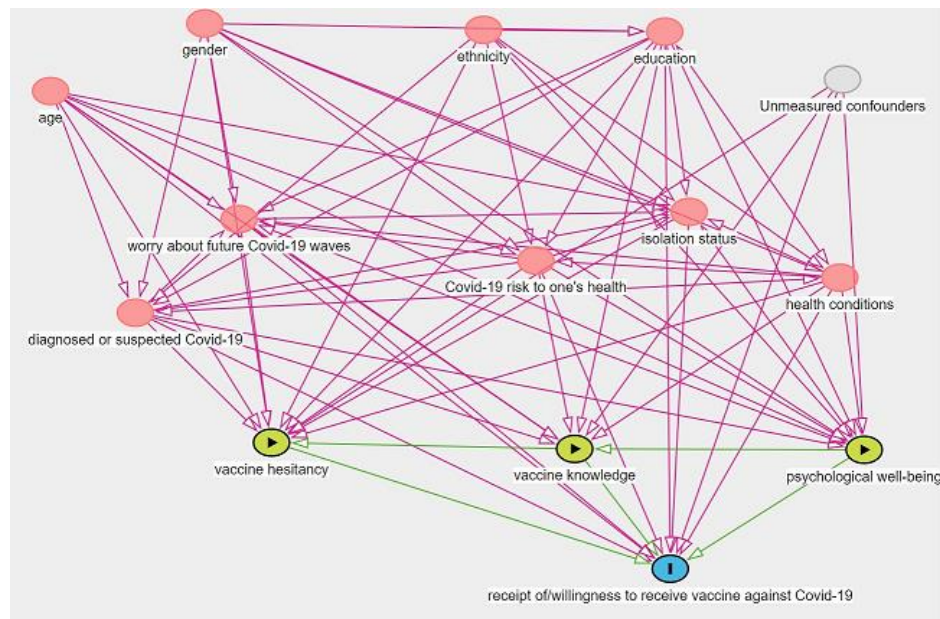 gender
ethnicity
education
age
Unmeasured confounders
worry about future Covid-19 waves
isolation status
Covid-19 risk to one's health
health conditions
diagnosed or suspected Covid-19
vaccine hesitancy
vaccine knowledge
psychological well-being
I
receipt of/willingness to receive vaccine against Covid-19